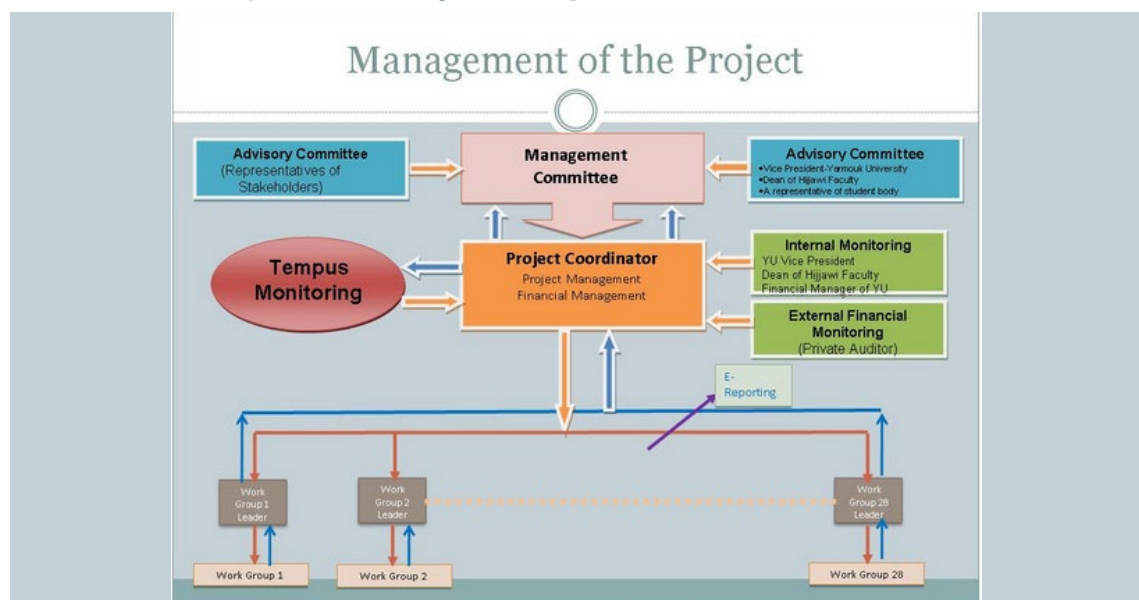 Management of the Project
Advisory Committee
(Representatives of
Stakeholders)
Management
Committee
Advisory Committee
•Vice President-Yarmouk University
•Dean of Hijjawi Faculty
•A representative of student body
Tempus
Monitoring
Project Coordinator
Project Management
Financial Management
Internal Monitoring
YU Vice President
Dean of Hijjawi Faculty
Financial Manager of YU
External Financial
Monitoring
(Private Auditor)
E-
Reporting
Work
Group 1
Leader
Work
Group 2
Leader
Work
Group 28
Leader
Work Group 1
Work Group 2
Work Group 28